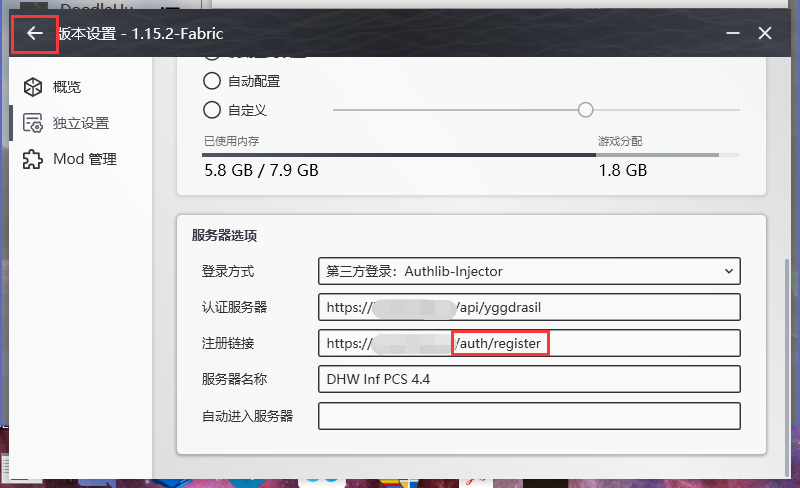 版本设置 - 1.15.2-Fabric
概览
独立设置
Mod 管理
自动配置
自定义
已使用内存 游戏分配
5.8 GB / 7.9 GB 1.8 GB
服务器选项
登录方式 第三方登录：Authlib-Injector
认证服务器 https:// /api/yggdrasil
注册链接 https:// /auth/register
服务器名称 DHW Inf PCS 4.4
自动进入服务器